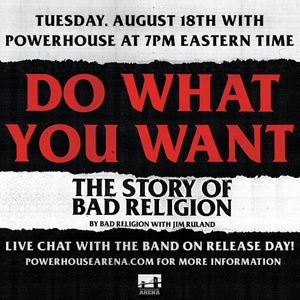 TUESDAY, AUGUST 18TH WITH
POWERHOUSE AT 7PM EASTERN TIME
DO WHAT
YOU WANT
THE STORY OF
BAD RELIGION
BY BAD RELIGION WITH JIM RULAND
LIVE CHAT WITH THE BAND ON RELEASE DAY!
POWERHOUSEARENA.COM FOR MORE INFORMATION
ARENA